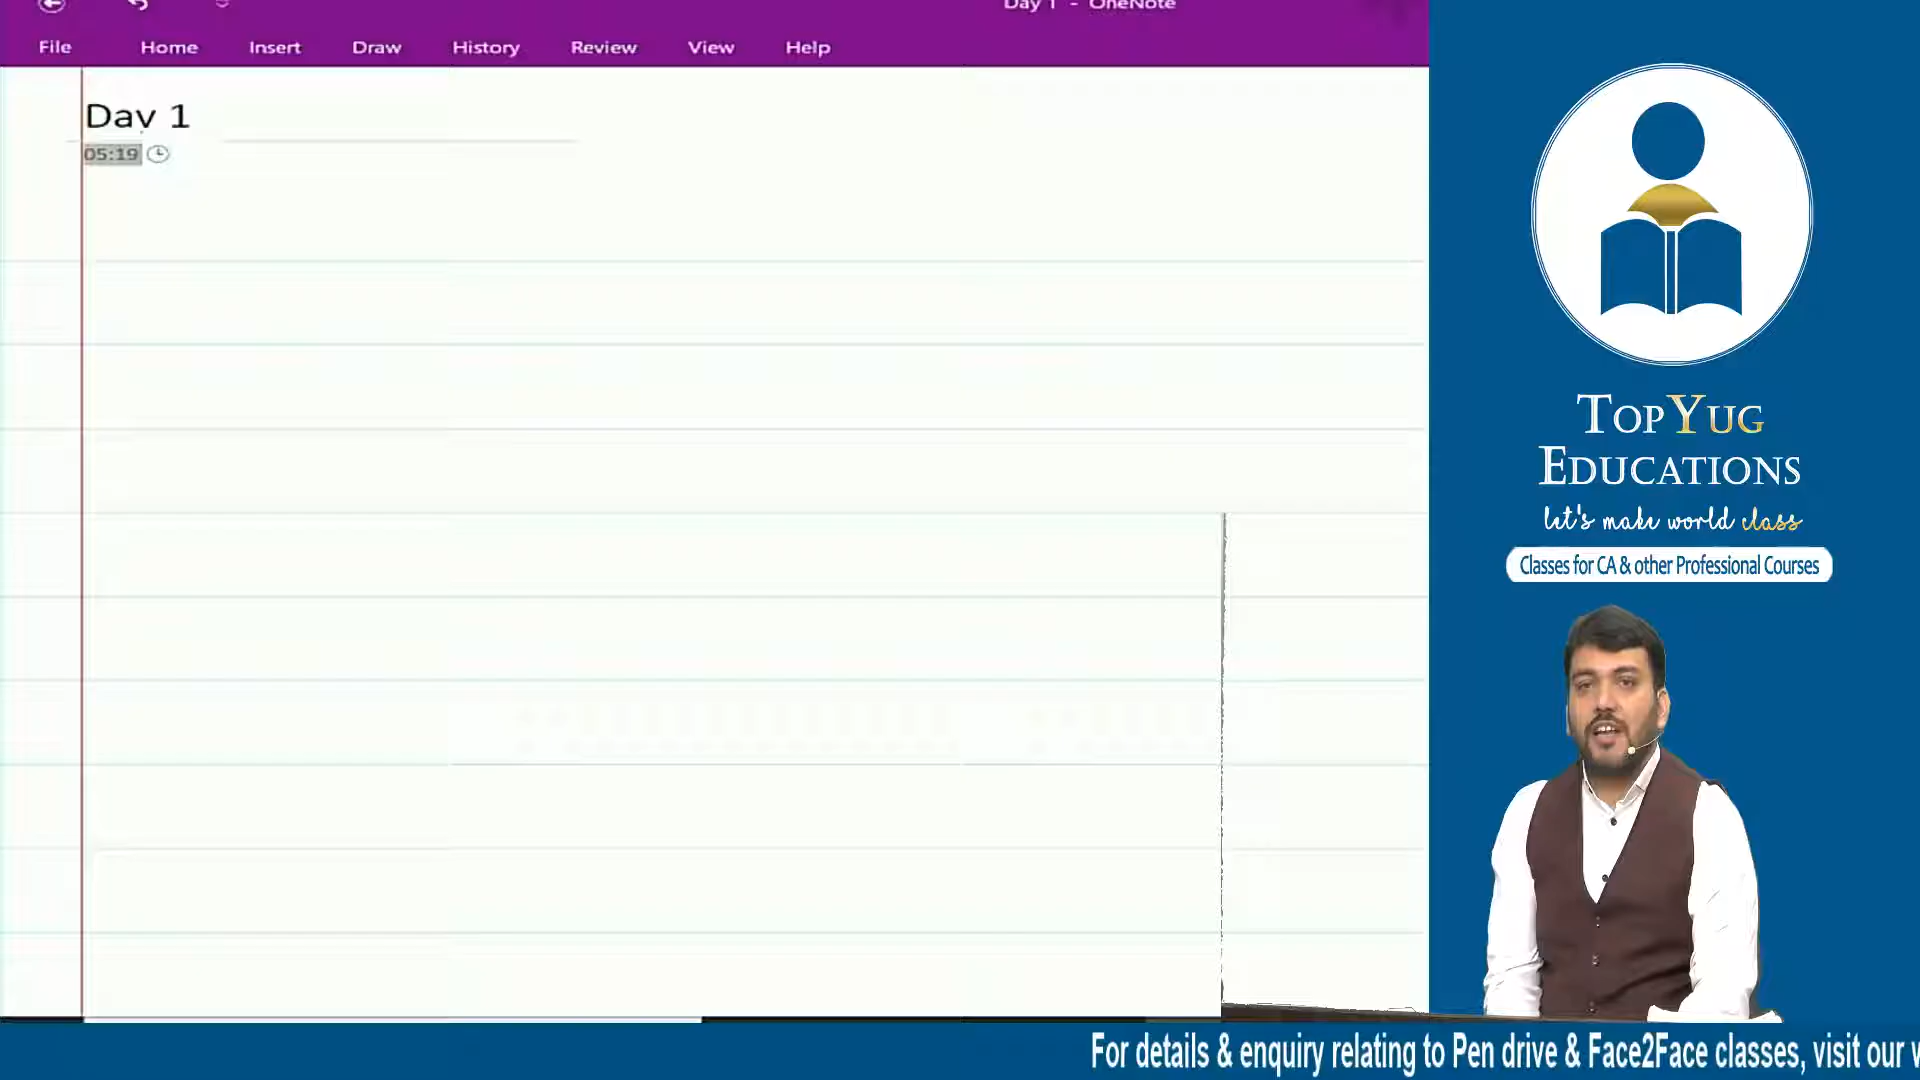 Day 1 - OneNote
File Home Insert Draw History Review View Help
Day 1
05:19
TOPYUG
EDUCATIONS
let's make world class
Classes for CA & other Professional Courses
For details & enquiry relating to Pen drive & Face2Face classes, visit our